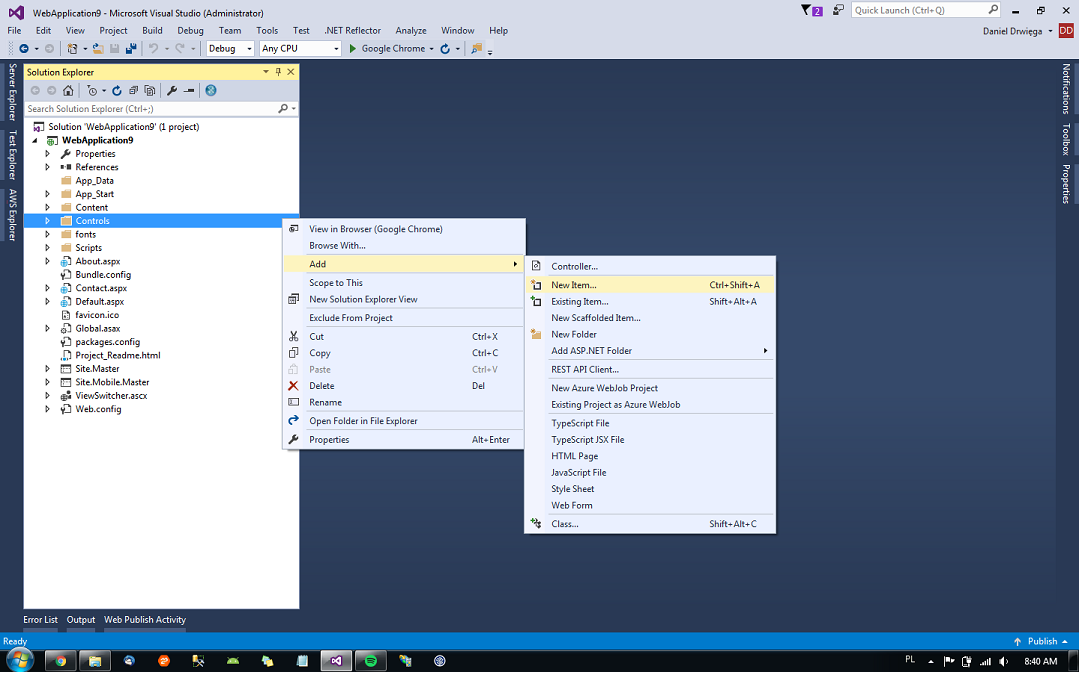 WebApplication9 - Microsoft Visual Studio (Administrator)
2
Quick Launch (Ctrl+Q)
File Edit View Project Build Debug Team Tools Test .NET Reflector Analyze Window Help
Daniel Drwiega
DD
Debug
Any CPU
Google Chrome
Server Explorer
Test Explorer
AWS Explorer
Solution Explorer
Search Solution Explorer (Ctrl+;)
Solution 'WebApplication9' (1 project)
WebApplication9
Properties
References
App_Data
App_Start
Content
Controls
fonts
Scripts
About.aspx
Bundle.config
Contact.aspx
Default.aspx
favicon.ico
Global.asax
packages.config
Project_Readme.html
Site.Master
Site.Mobile.Master
ViewSwitcher.ascx
Web.config
View in Browser (Google Chrome)
Browse With...
Add
Scope to This
New Solution Explorer View
Exclude From Project
Cut Ctrl+X
Copy Ctrl+C
Paste Ctrl+V
Delete Del
Rename
Open Folder in File Explorer
Properties Alt+Enter
Controller...
New Item... Ctrl+Shift+A
Existing Item... Shift+Alt+A
New Scaffolded Item...
New Folder
Add ASP.NET Folder
REST API Client...
New Azure WebJob Project
Existing Project as Azure WebJob
TypeScript File
TypeScript JSX File
HTML Page
JavaScript File
Style Sheet
Web Form
Class... Shift+Alt+C
Notifications
Toolbox
Properties
Error List Output Web Publish Activity
Ready
Publish
PL
8:40 AM